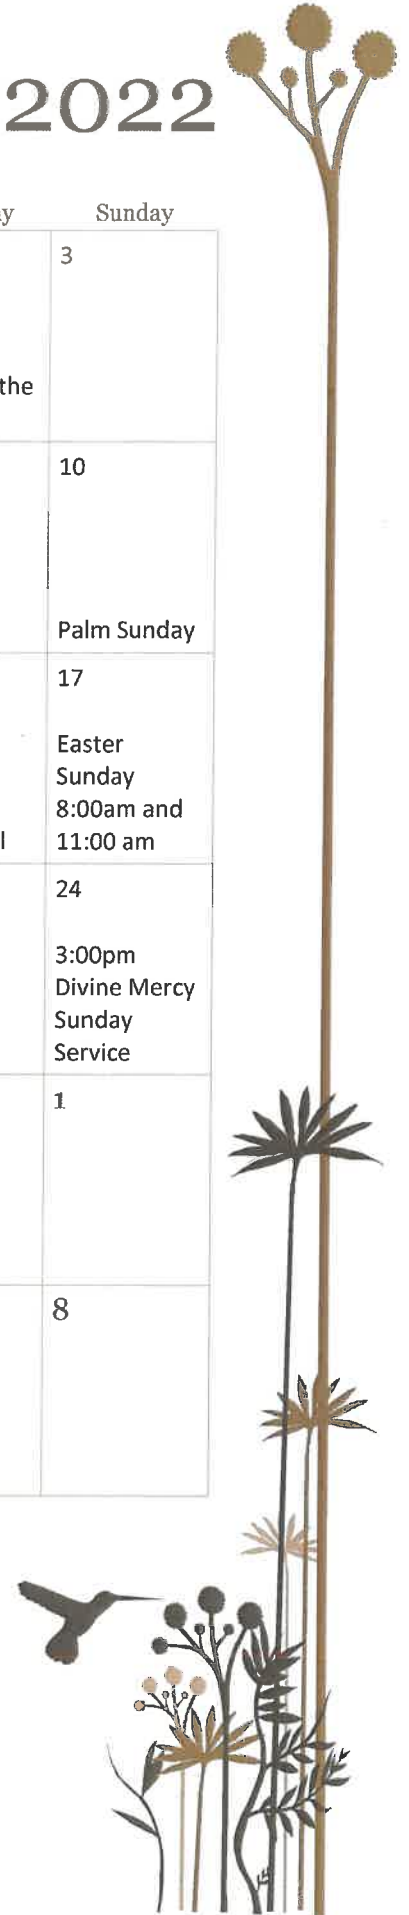 2022
y Sunday
3
the
10
Palm Sunday
17
Easter
Sunday
8:00am and
l 11:00 am
24
3:00pm
Divine Mercy
Sunday
Service
1
8